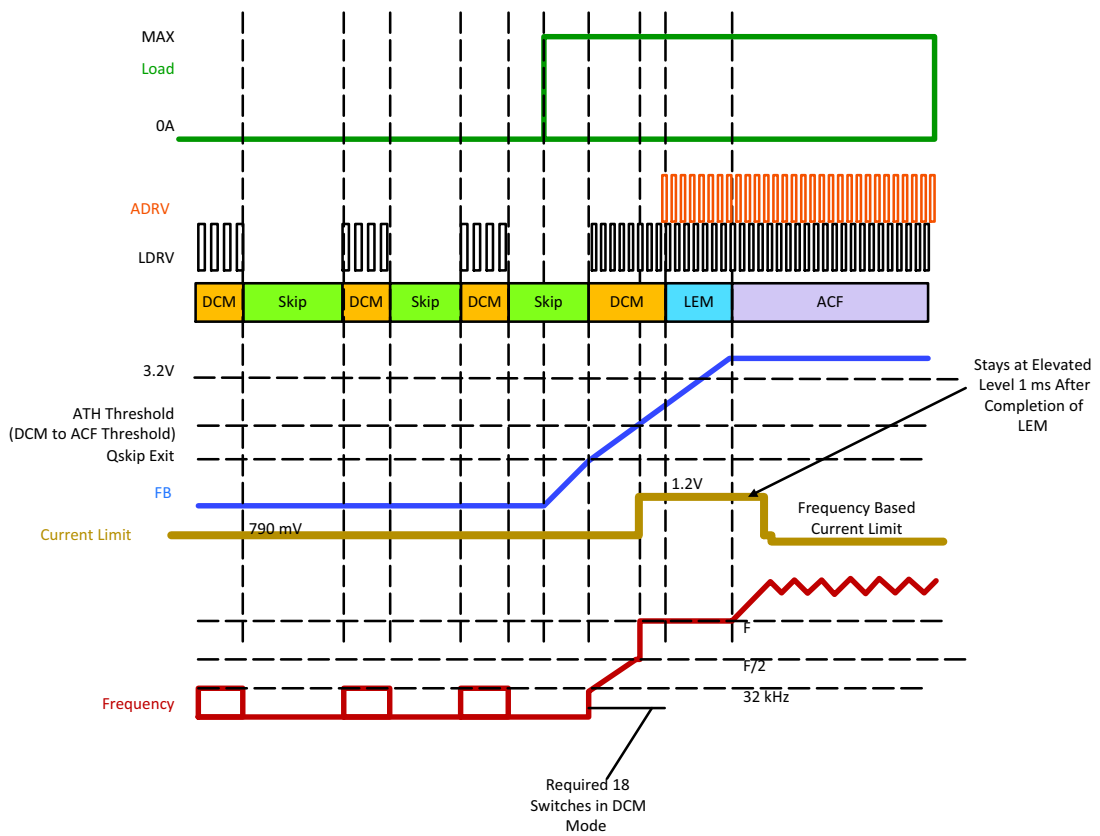 MAX
Load
0A
ADRV
LDRV
DCM Skip DCM Skip DCM Skip DCM LEM ACF
3.2V
Stays at Elevated
Level 1 ms After
Completion of
LEM
ATH Threshold
(DCM to ACF Threshold)
Qskip Exit
FB
1.2V
Frequency Based
Current Limit
Current Limit
790 mV
F
F/2
32 kHz
Frequency
Required 18
Switches in DCM
Mode